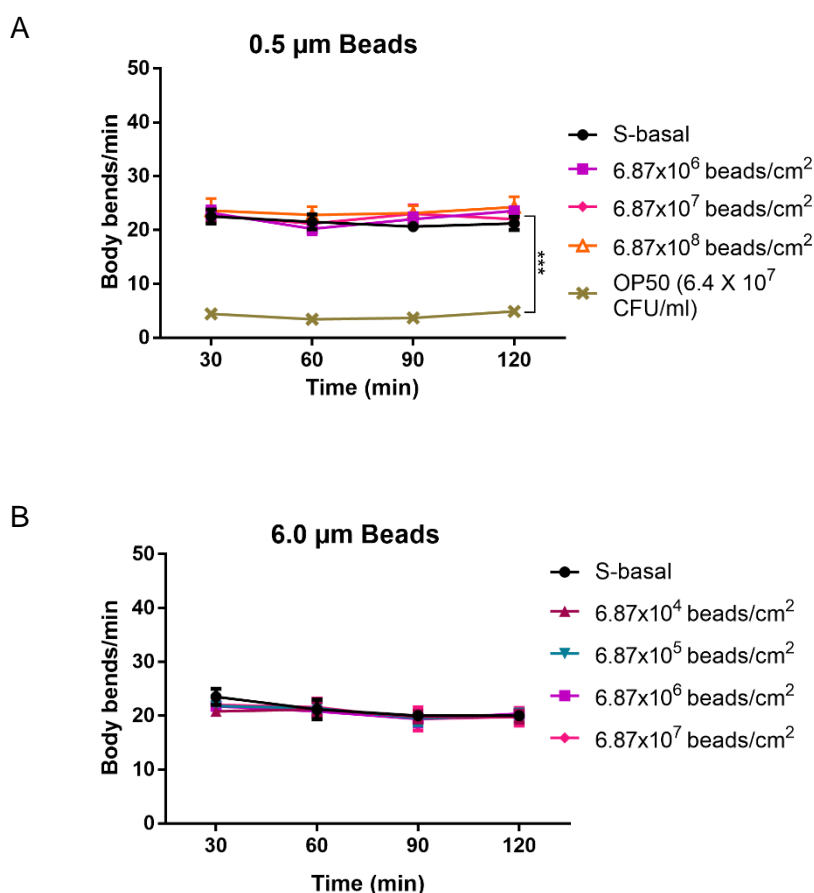 A
0.5 µm Beads
Body bends/min
50
40
30
20
10
0
30 60 90 120
Time (min)
***
S-basal
6.87x10⁶ beads/cm²
6.87x10⁷ beads/cm²
6.87x10⁸ beads/cm²
OP50 (6.4 X 10⁷
CFU/ml)
B
6.0 µm Beads
Body bends/min
50
40
30
20
10
0
30 60 90 120
Time (min)
S-basal
6.87x10⁴ beads/cm²
6.87x10⁵ beads/cm²
6.87x10⁶ beads/cm²
6.87x10⁷ beads/cm²